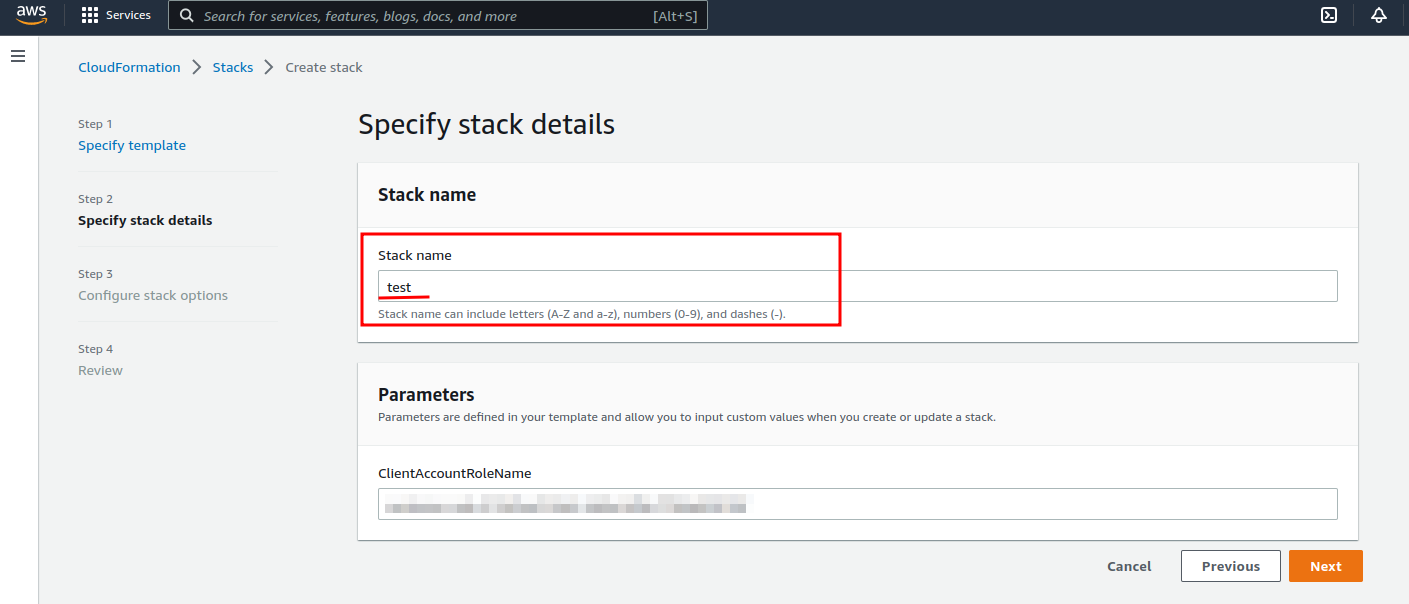 aws
Services
Search for services, features, blogs, docs, and more
[Alt+S]
CloudFormation
Stacks
Create stack
Step 1
Specify template
Step 2
Specify stack details
Step 3
Configure stack options
Step 4
Review
Specify stack details
Stack name
Stack name
test
Stack name can include letters (A-Z and a-z), numbers (0-9), and dashes (-).
Parameters
Parameters are defined in your template and allow you to input custom values when you create or update a stack.
ClientAccountRoleName
Cancel
Previous
Next